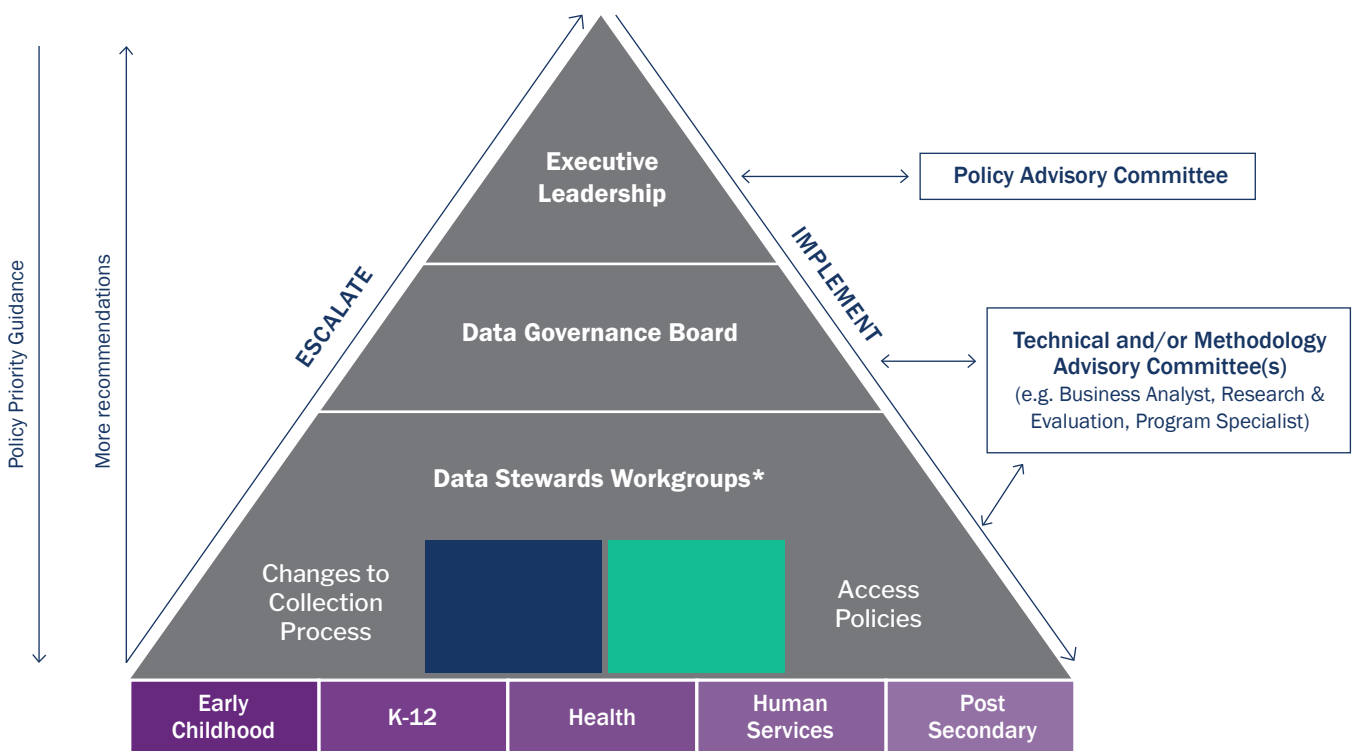 Executive
Leadership
Policy Advisory Committee
Policy Priority Guidance
More recommendations
ESCALATE
IMPLEMENT
Data Governance Board
Technical and/or Methodology
Advisory Committee(s)
(e.g. Business Analyst, Research &
Evaluation, Program Specialist)
Data Stewards Workgroups*
Changes to
Collection
Process
Access
Policies
Early
Childhood
K-12
Health
Human
Services
Post
Secondary